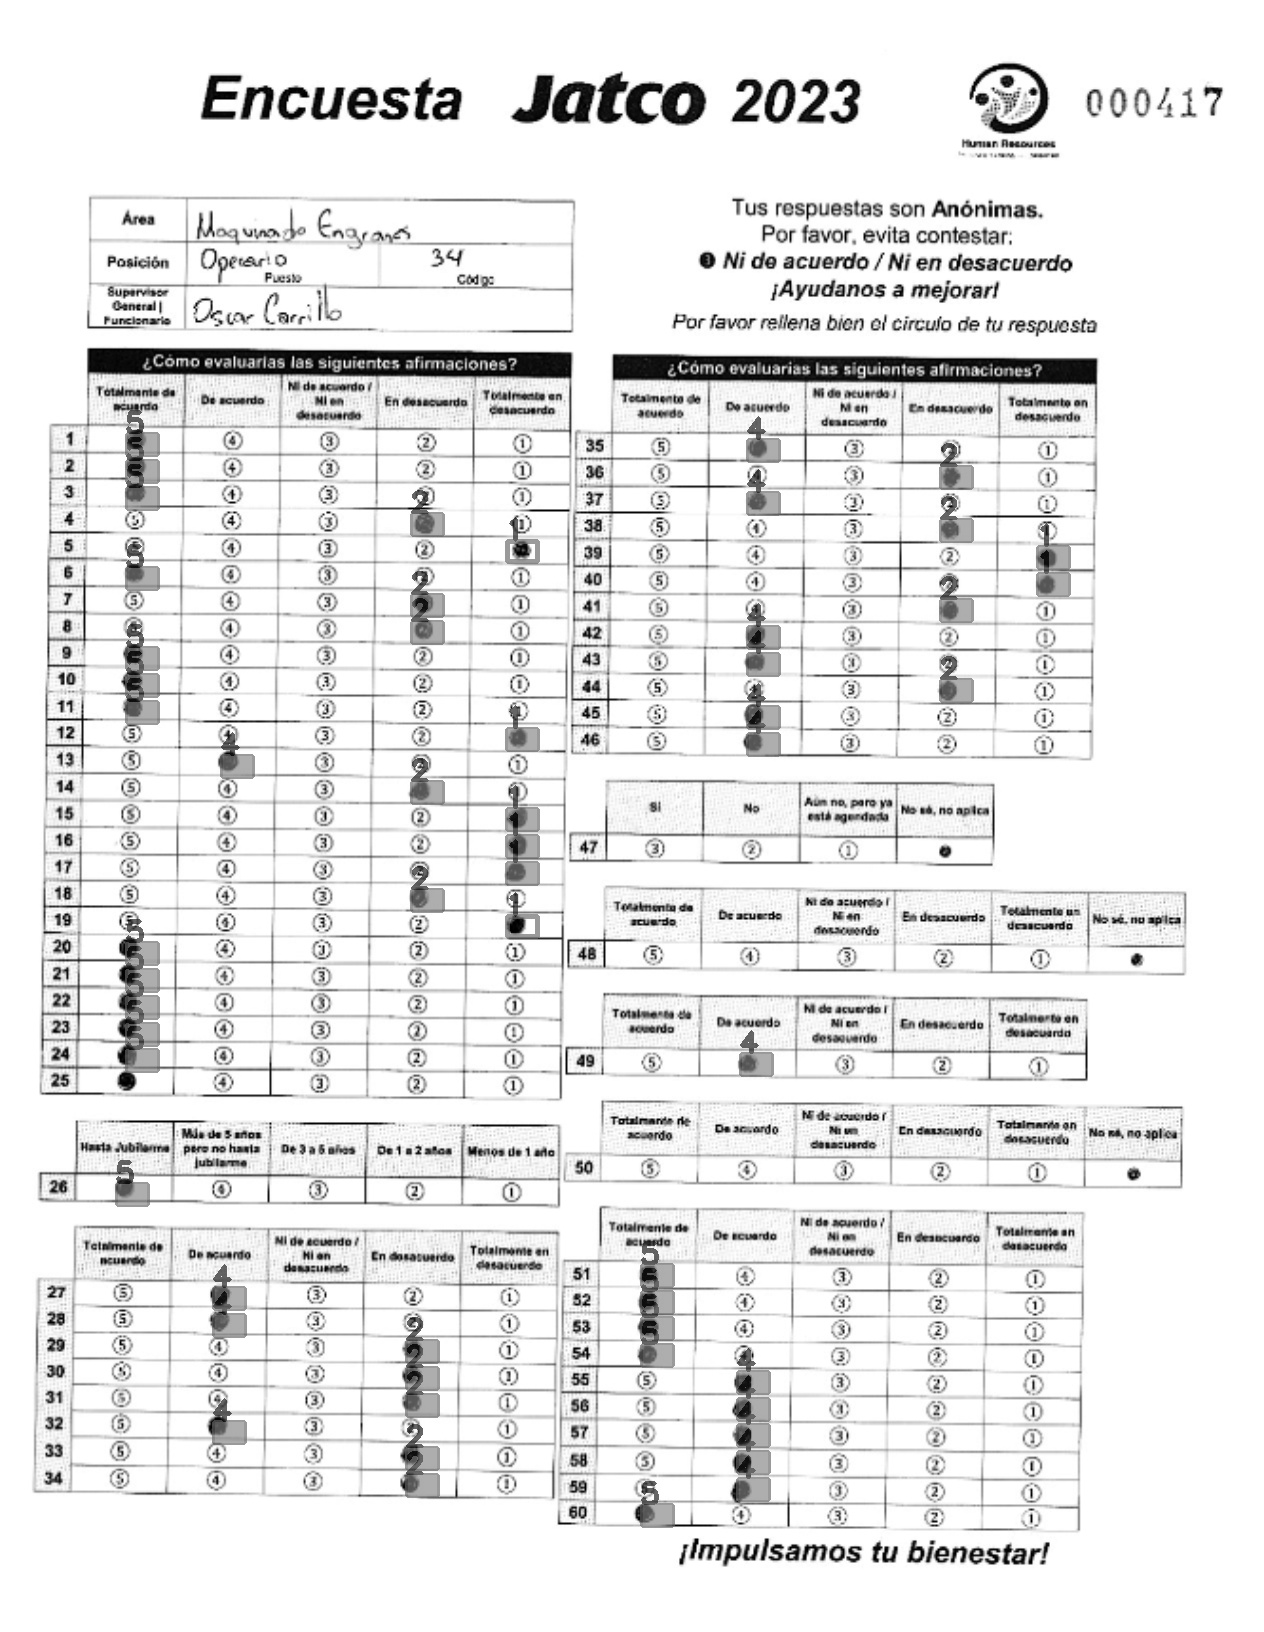 Encuesta Jatco 2023
000417
Human Resources
Área Maquinado Engranes
Posición Operario 34
Puesto Código
Supervisor General | Funcionario Oscar Carrillo
Tus respuestas son Anónimas.
Por favor, evita contestar:
❸ Ni de acuerdo / Ni en desacuerdo
¡Ayudanos a mejorar!
Por favor rellena bien el circulo de tu respuesta
¿Cómo evaluarías las siguientes afirmaciones?
Totalmente de acuerdo De acuerdo Ni de acuerdo / Ni en desacuerdo En desacuerdo Totalmente en desacuerdo
1 5 4 3 2 1
2 4 3 2 1
3 4 3 2 1
4 5 4 3 2 1
5 4 3 2
6 5 4 3 2 1
7 5 4 3 2 1
8 4 3 2 1
9 5 4 3 2 1
10 4 3 2 1
11 4 3 2 1
12 5 4 3 2 1
13 5 4 3 2 1
14 5 4 3 2 1
15 5 4 3 2 1
16 5 4 3 2 1
17 5 4 3 2
18 5 4 3 2 1
19 5 4 3 2 1
20 5 4 3 2 1
21 4 3 2 1
22 4 3 2 1
23 4 3 2 1
24 4 3 2 1
25 4 3 2 1
Hasta Jubilarme Más de 5 años pero no hasta jubilarme De 3 a 5 años De 1 a 2 años Menos de 1 año
26 5 4 3 2 1
Totalmente de acuerdo De acuerdo Ni de acuerdo / Ni en desacuerdo En desacuerdo Totalmente en desacuerdo
27 5 4 3 2 1
28 5 4 3 2 1
29 5 4 3 2 1
30 5 4 3 2 1
31 5 4 3 2 1
32 5 4 3 2 1
33 5 4 3 2 1
34 5 4 3 2 1
¿Cómo evaluarías las siguientes afirmaciones?
Totalmente de acuerdo De acuerdo Ni de acuerdo / Ni en desacuerdo En desacuerdo Totalmente en desacuerdo
35 5 4 3 2 1
36 5 4 3 2 1
37 5 4 3 2 1
38 5 4 3 2 1
39 5 4 3 2 1
40 5 4 3 2 1
41 5 4 3 2 1
42 5 4 3 2 1
43 5 4 3 2 1
44 5 4 3 2 1
45 5 4 3 2 1
46 5 4 3 2 1
Si No Aún no, pero ya está agendada No sé, no aplica
47 3 2 1
Totalmente de acuerdo De acuerdo Ni de acuerdo / Ni en desacuerdo En desacuerdo Totalmente en desacuerdo No sé, no aplica
48 5 4 3 2 1
Totalmente de acuerdo De acuerdo Ni de acuerdo / Ni en desacuerdo En desacuerdo Totalmente en desacuerdo
49 5 4 3 2 1
Totalmente de acuerdo De acuerdo Ni de acuerdo / Ni en desacuerdo En desacuerdo Totalmente en desacuerdo No sé, no aplica
50 5 4 3 2 1
Totalmente de acuerdo De acuerdo Ni de acuerdo / Ni en desacuerdo En desacuerdo Totalmente en desacuerdo
51 5 4 3 2 1
52 4 3 2 1
53 4 3 2 1
54 4 3 2 1
55 5 4 3 2 1
56 5 4 3 2 1
57 5 4 3 2 1
58 5 4 3 2 1
59 5 3 2 1
60 5 4 3 2 1
¡Impulsamos tu bienestar!